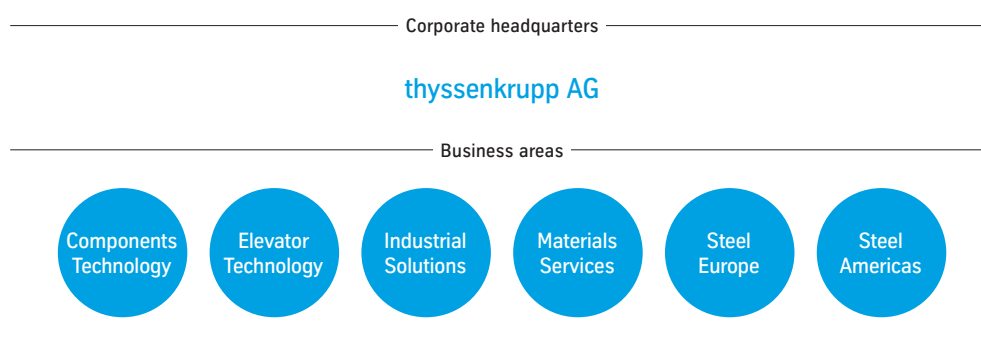 Corporate headquarters
thyssenkrupp AG
Business areas
Components
Technology
Elevator
Technology
Industrial
Solutions
Materials
Services
Steel
Europe
Steel
Americas